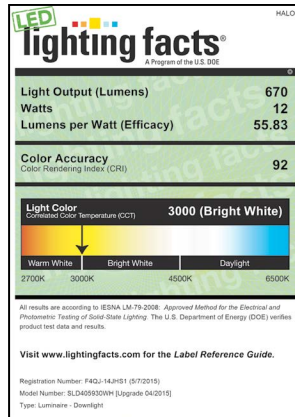 HALO
LED
lighting facts®
A Program of the U.S. DOE
Light Output (Lumens) 670
Watts 12
Lumens per Watt (Efficacy) 55.83
Color Accuracy
Color Rendering Index (CRI) 92
Light Color
Correlated Color Temperature (CCT) 3000 (Bright White)
Warm White Bright White Daylight
2700K 3000K 4500K 6500K
All results are according to IESNA LM-79-2008: Approved Method for the Electrical and
Photometric Testing of Solid-State Lighting. The U.S. Department of Energy (DOE) verifies
product test data and results.
Visit www.lightingfacts.com for the Label Reference Guide.
Registration Number: F4QJ-14JHS1 (5/7/2015)
Model Number: SLD405930WH [Upgrade 04/2015]
Type: Luminaire - Downlight